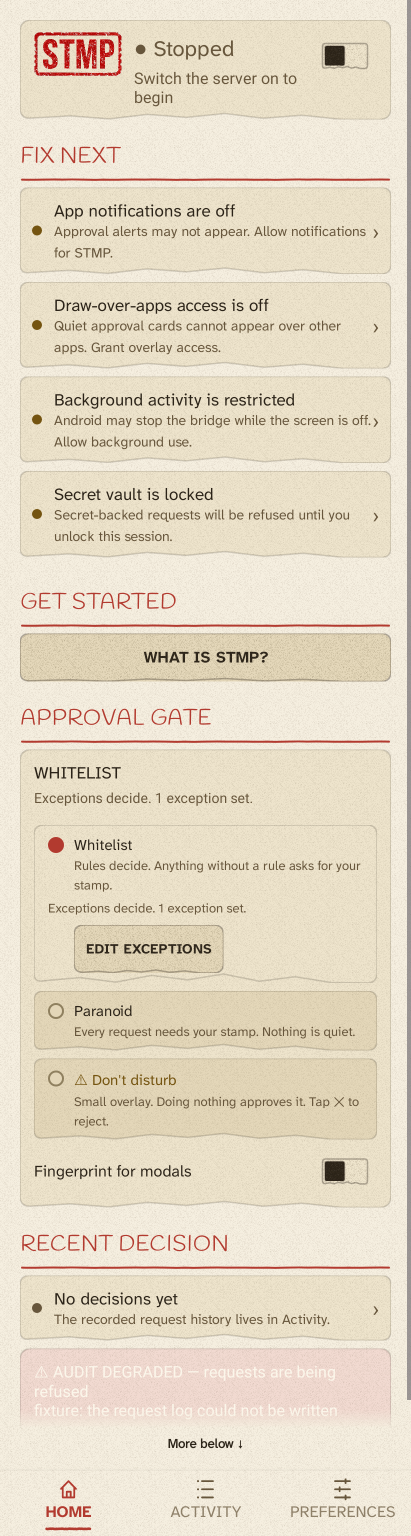 STMP
● Stopped
Switch the server on to
begin
FIX NEXT
App notifications are off
Approval alerts may not appear. Allow notifications
for STMP.
Draw-over-apps access is off
Quiet approval cards cannot appear over other
apps. Grant overlay access.
Background activity is restricted
Android may stop the bridge while the screen is off.
Allow background use.
Secret vault is locked
Secret-backed requests will be refused until you
unlock this session.
GET STARTED
WHAT IS STMP?
APPROVAL GATE
WHITELIST
Exceptions decide. 1 exception set.
Whitelist
Rules decide. Anything without a rule asks for your
stamp.
Exceptions decide. 1 exception set.
EDIT EXCEPTIONS
Paranoid
Every request needs your stamp. Nothing is quiet.
⚠ Don't disturb
Small overlay. Doing nothing approves it. Tap ✕ to
reject.
Fingerprint for modals
RECENT DECISION
No decisions yet
The recorded request history lives in Activity.
⚠ AUDIT DEGRADED — requests are being
refused
fixture: the request log could not be written
More below ↓
HOME
ACTIVITY
PREFERENCES